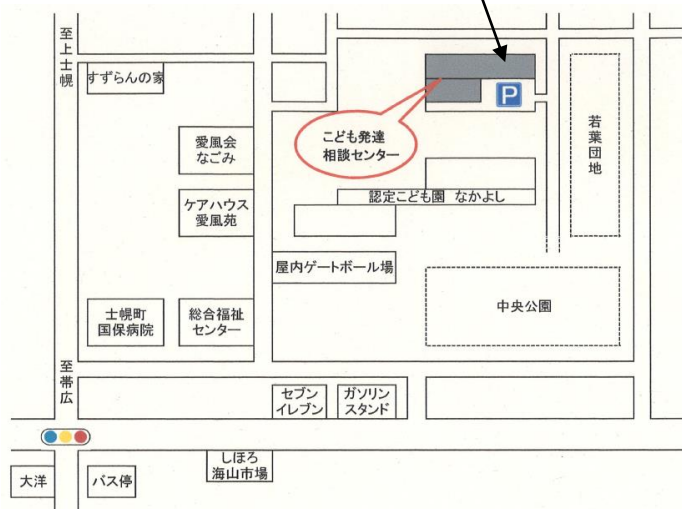 至上士幌
すずらんの家
P
こども発達
相談センター
若葉団地
愛風会
なごみ
ケアハウス
愛風苑
認定こども園 なかよし
屋内ゲートボール場
中央公園
士幌町
国保病院
総合福祉
センター
至帯広
セブン
イレブン
ガソリン
スタンド
しほろ
海山市場
大洋
バス停